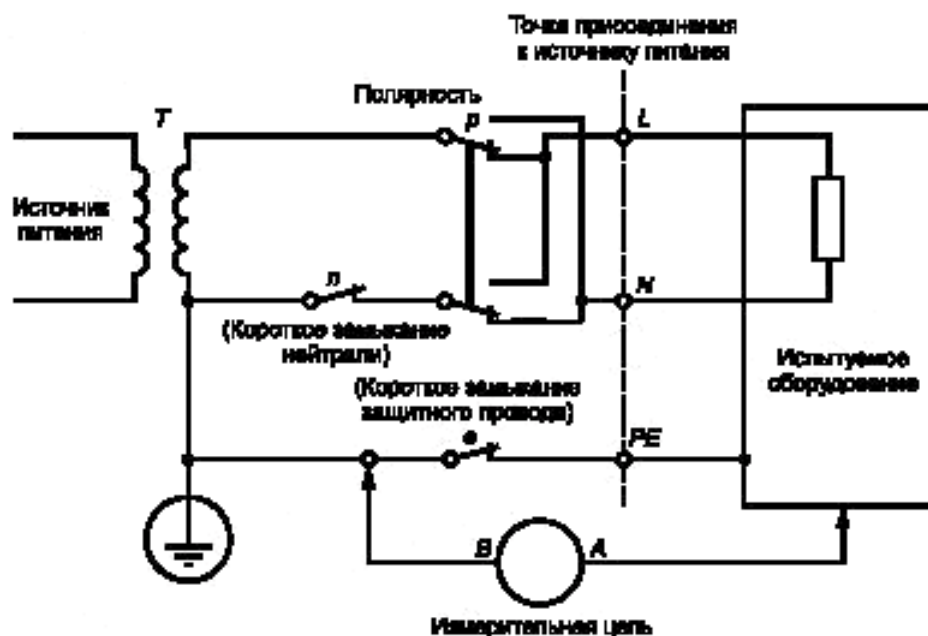 Точка присоединения
к источнику питания
Полярность
T
p
L
Источник
питания
n
N
(Короткое замыкание
нейтрали)
Испытуемое
оборудование
(Короткое замыкание
защитного провода)
e
PE
B
A
Измерительная цепь